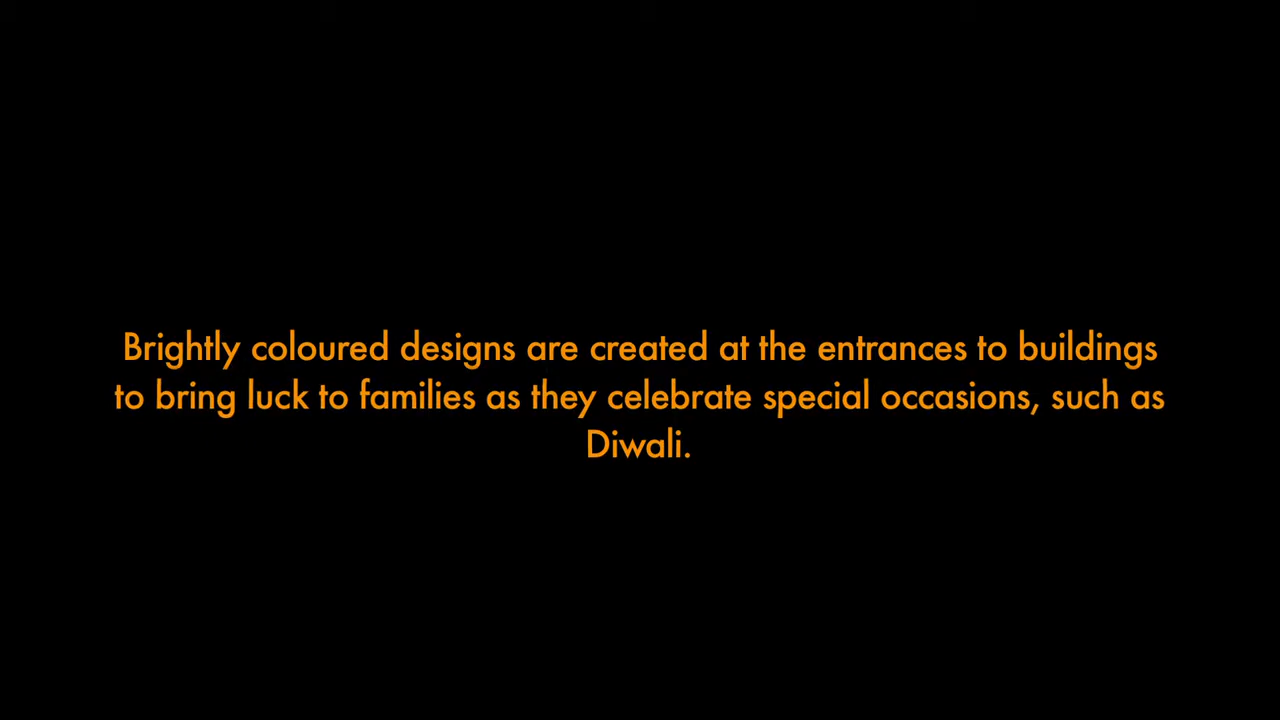 Brightly coloured designs are created at the entrances to buildings
to bring luck to families as they celebrate special occasions, such as
Diwali.